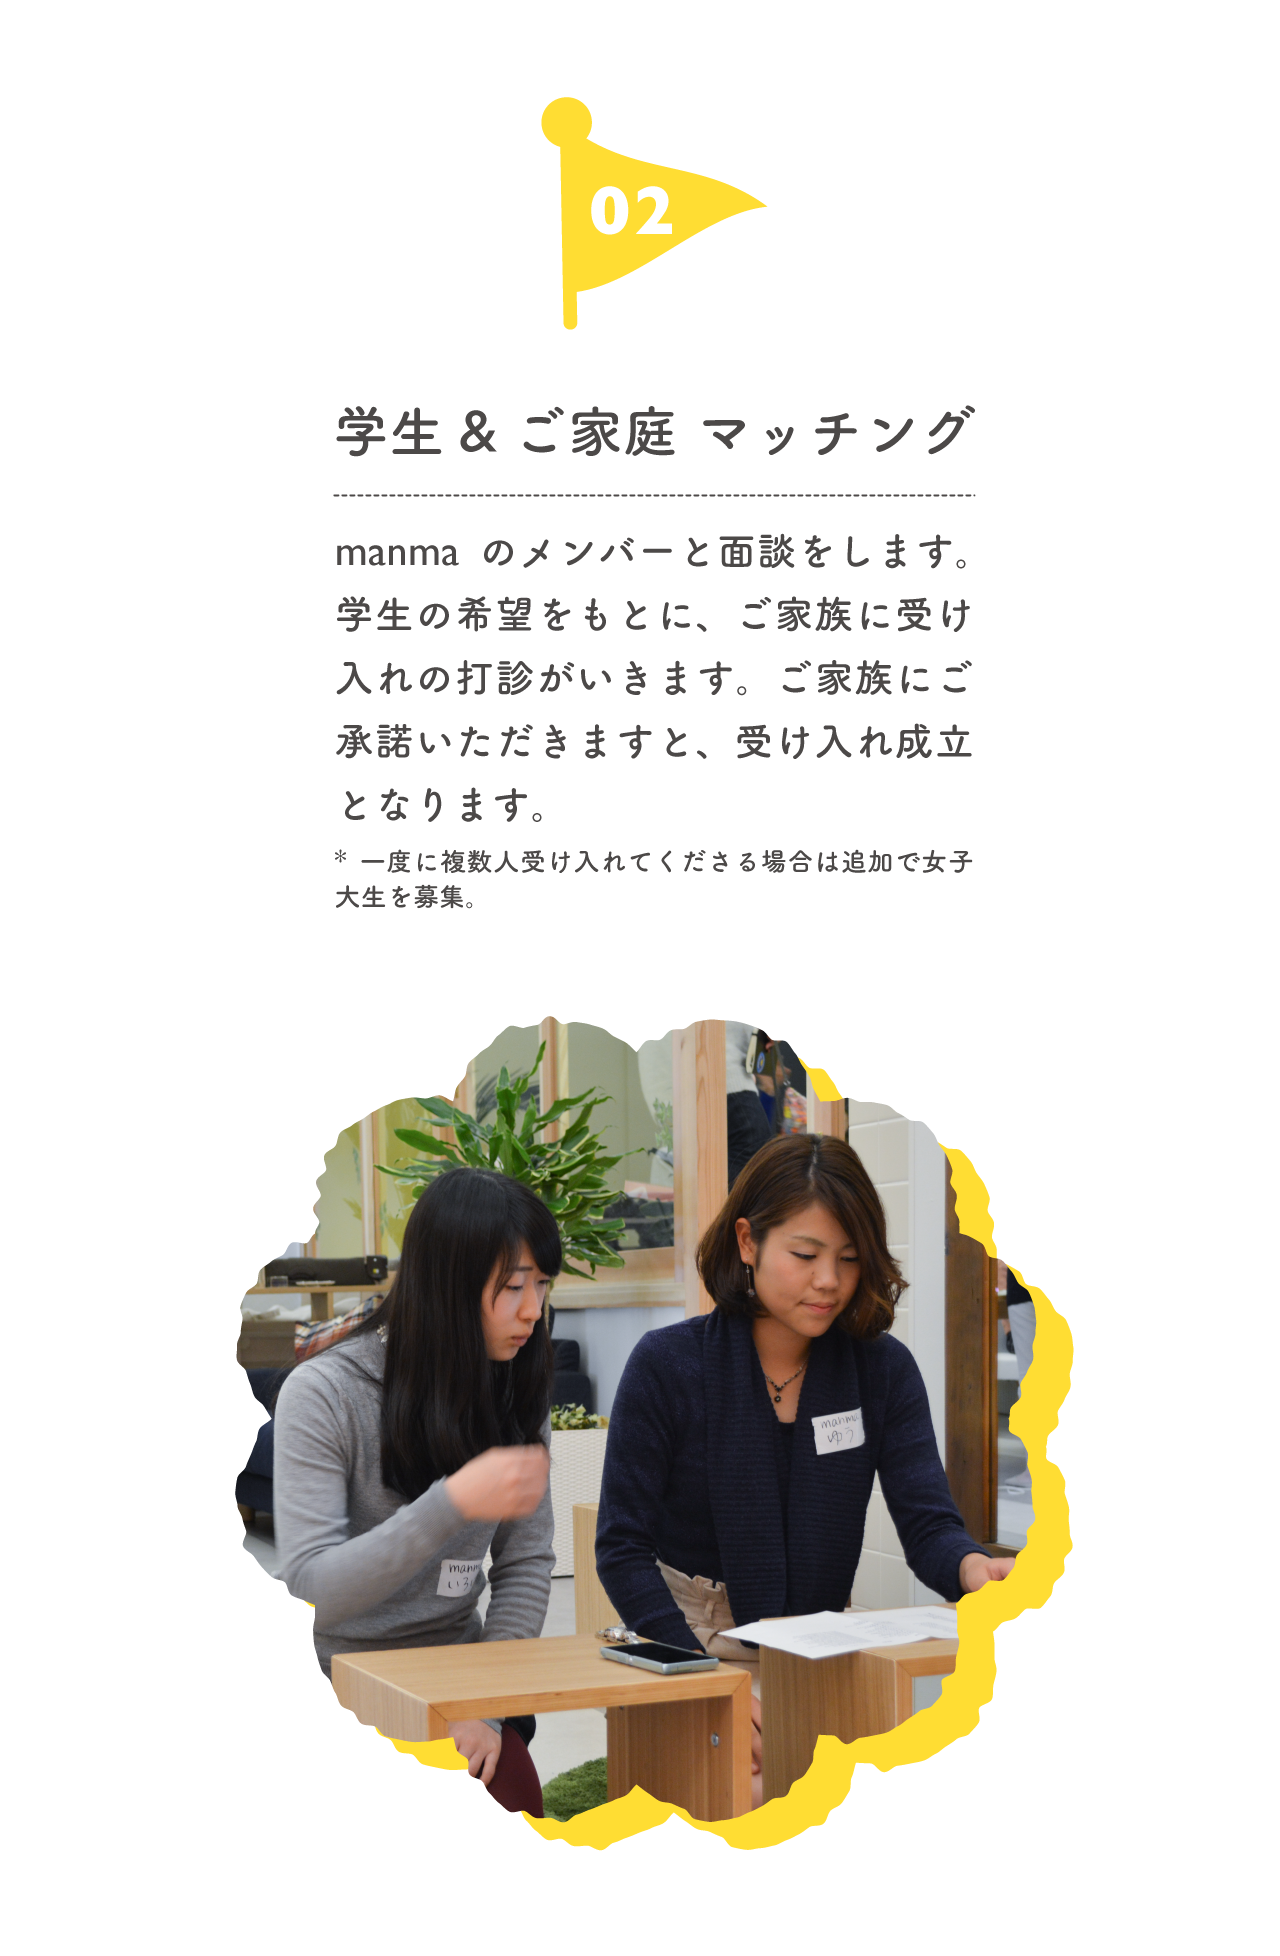 02
学生 & ご家庭 マッチング
manma のメンバーと面談をします。
学生の希望をもとに、ご家族に受け
入れの打診がいきます。ご家族にご
承諾いただきますと、受け入れ成立
となります。
* 一度に複数人受け入れてくださる場合は追加で女子
大生を募集。
manma
ゆう